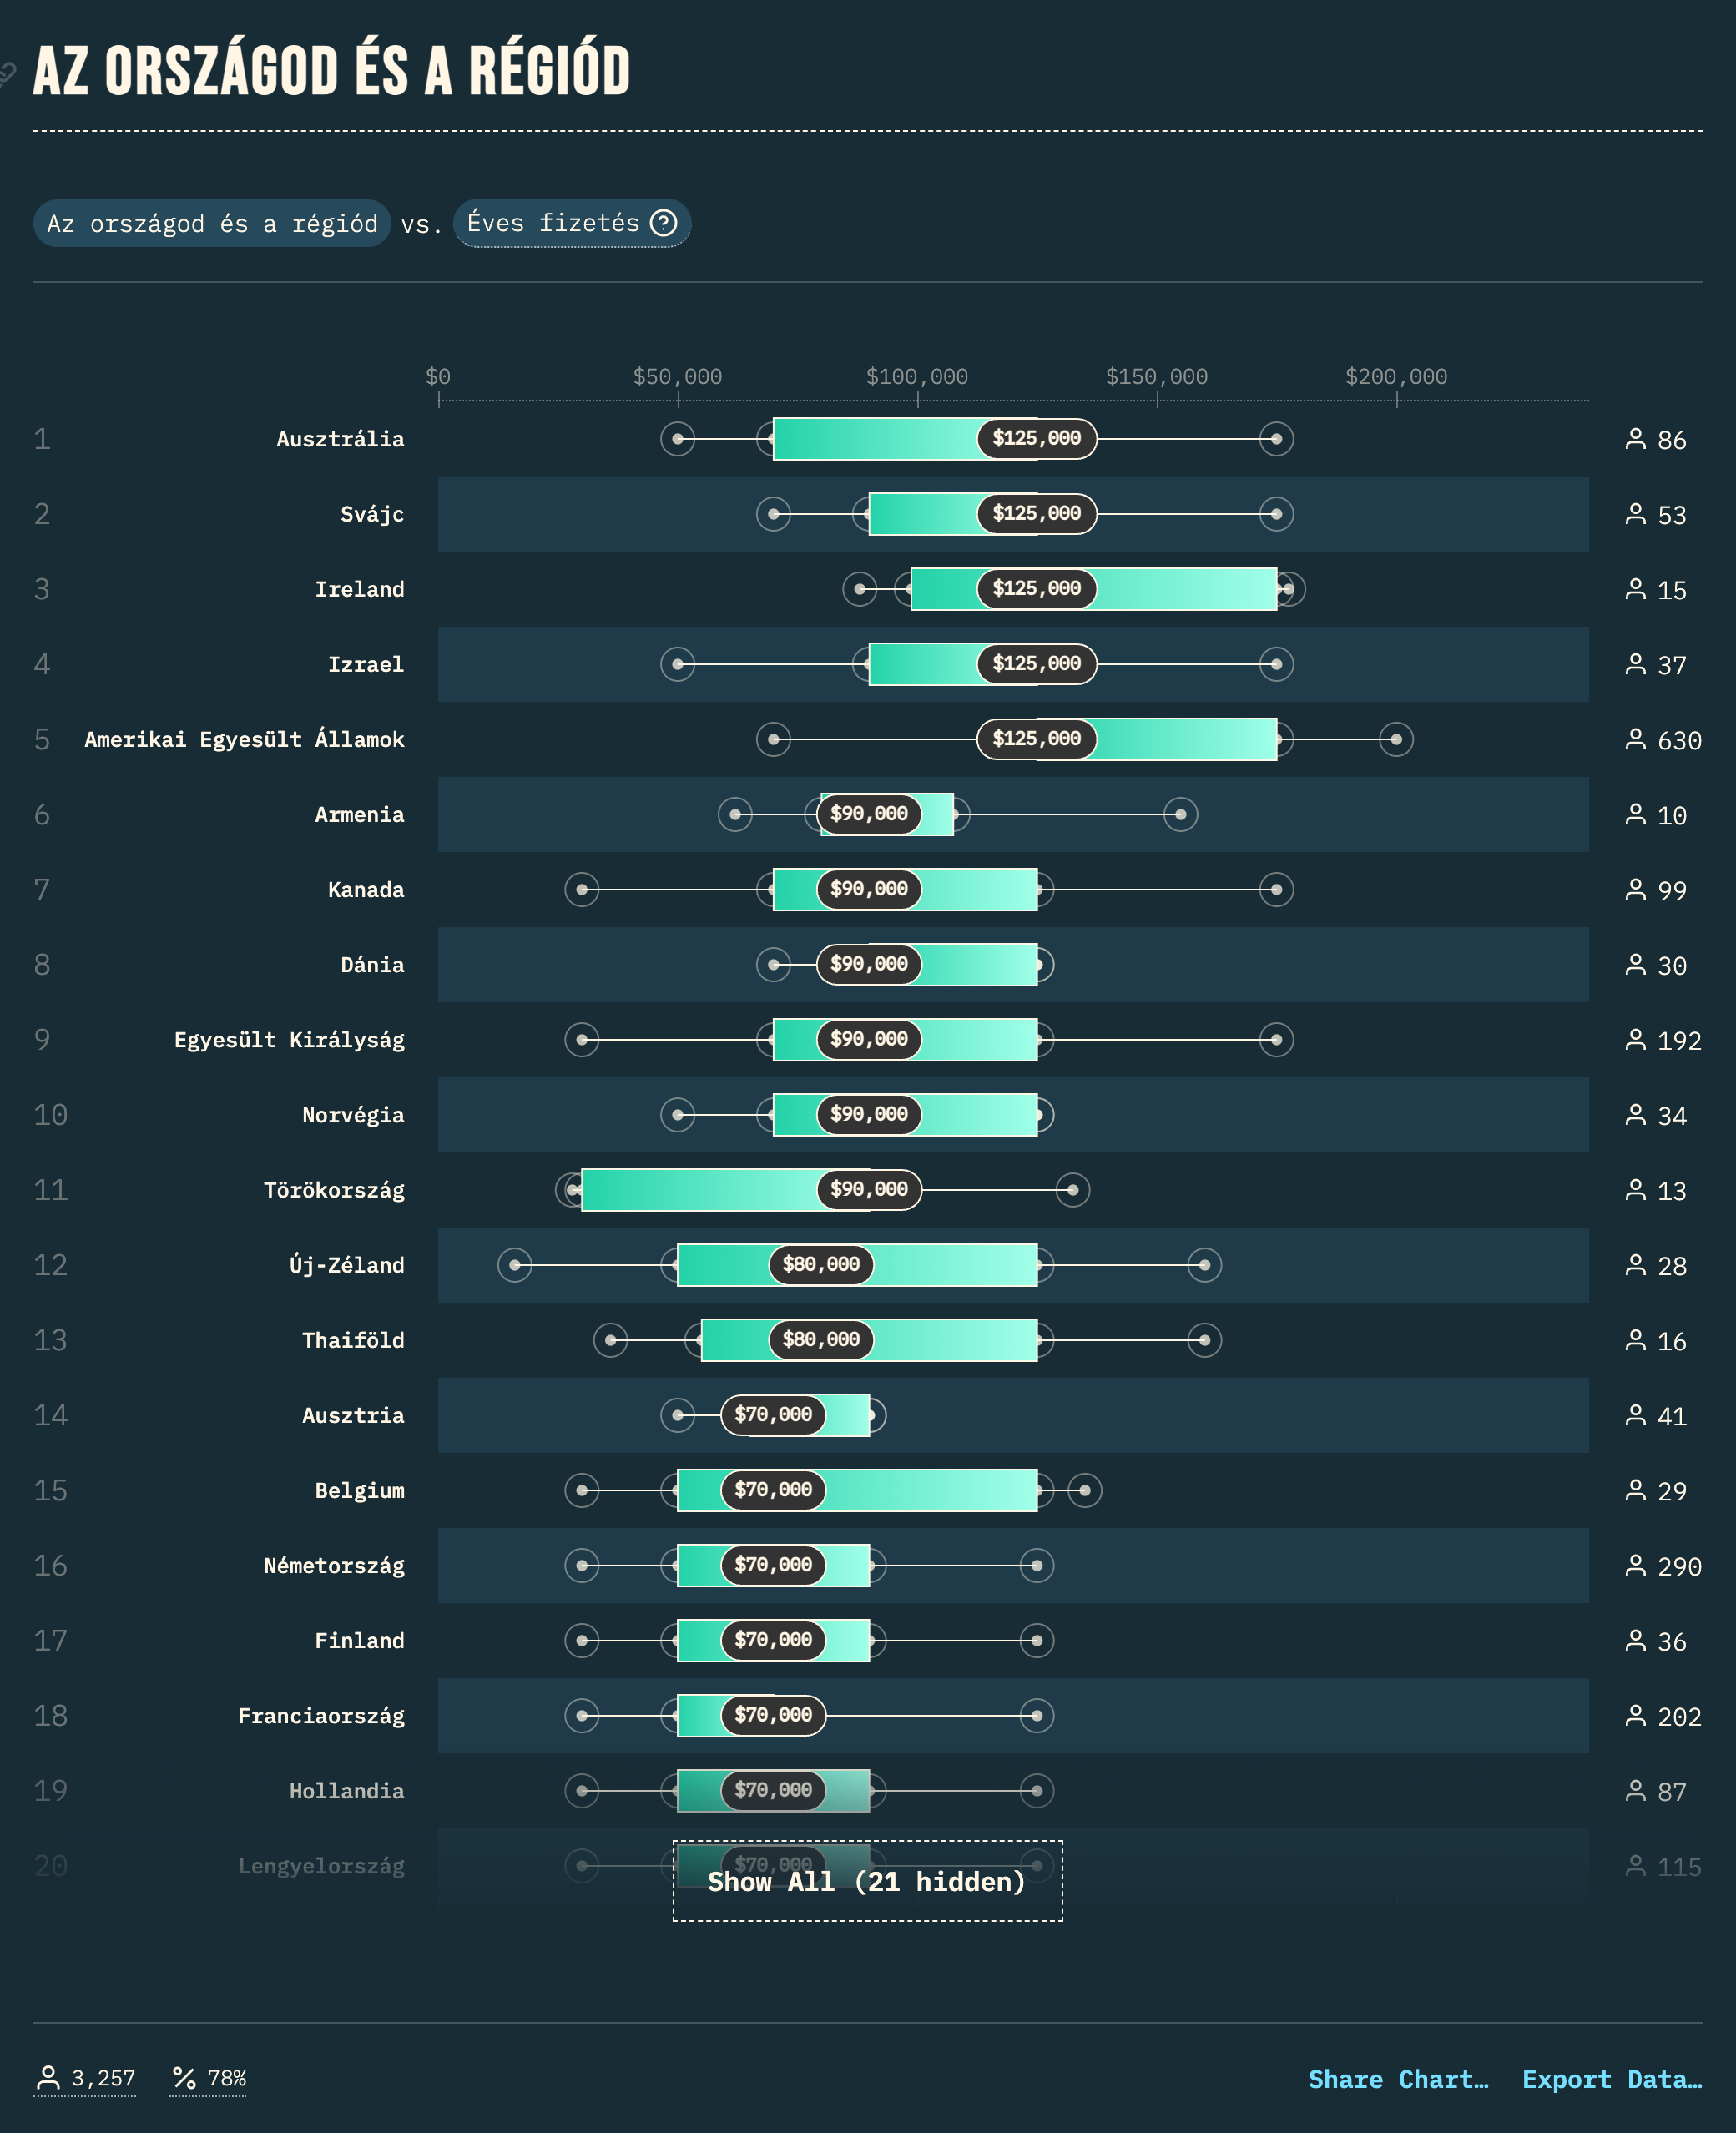 AZ ORSZÁGOD ÉS A RÉGIÓD
Az országod és a régiód vs. Éves fizetés ?
$0 $50,000 $100,000 $150,000 $200,000
1 Ausztrália $125,000 86
2 Svájc $125,000 53
3 Ireland $125,000 15
4 Izrael $125,000 37
5 Amerikai Egyesült Államok $125,000 630
6 Armenia $90,000 10
7 Kanada $90,000 99
8 Dánia $90,000 30
9 Egyesült Királyság $90,000 192
10 Norvégia $90,000 34
11 Törökország $90,000 13
12 Új-Zéland $80,000 28
13 Thaiföld $80,000 16
14 Ausztria $70,000 41
15 Belgium $70,000 29
16 Németország $70,000 290
17 Finland $70,000 36
18 Franciaország $70,000 202
19 Hollandia $70,000 87
20 Lengyelország $70,000 115
Show All (21 hidden)
3,257 78% Share Chart… Export Data…